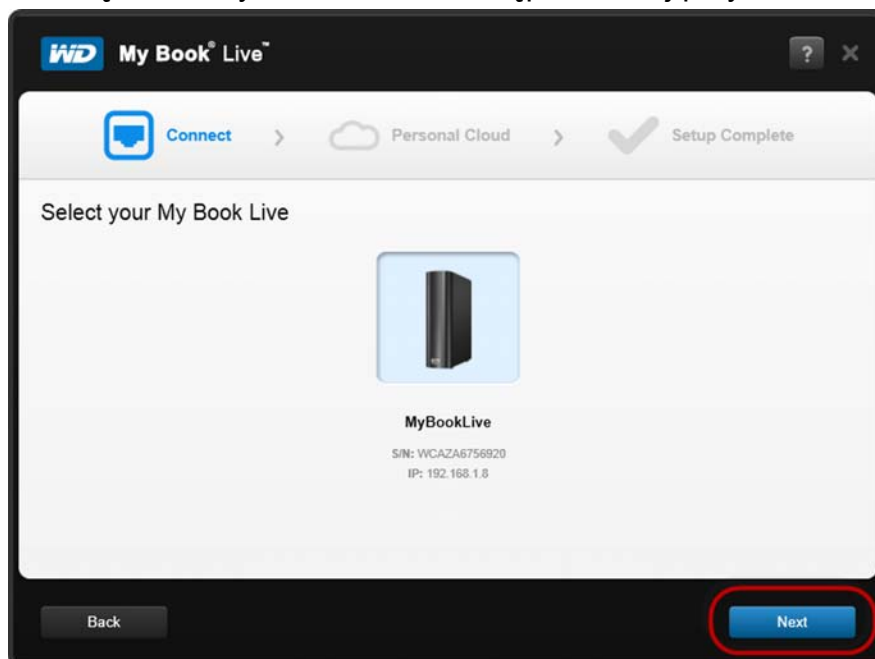 WD My Book® Live™ ?
Connect > Personal Cloud > Setup Complete
Select your My Book Live
MyBookLive
S/N: WCAZA6756920
IP: 192.168.1.8
Back Next